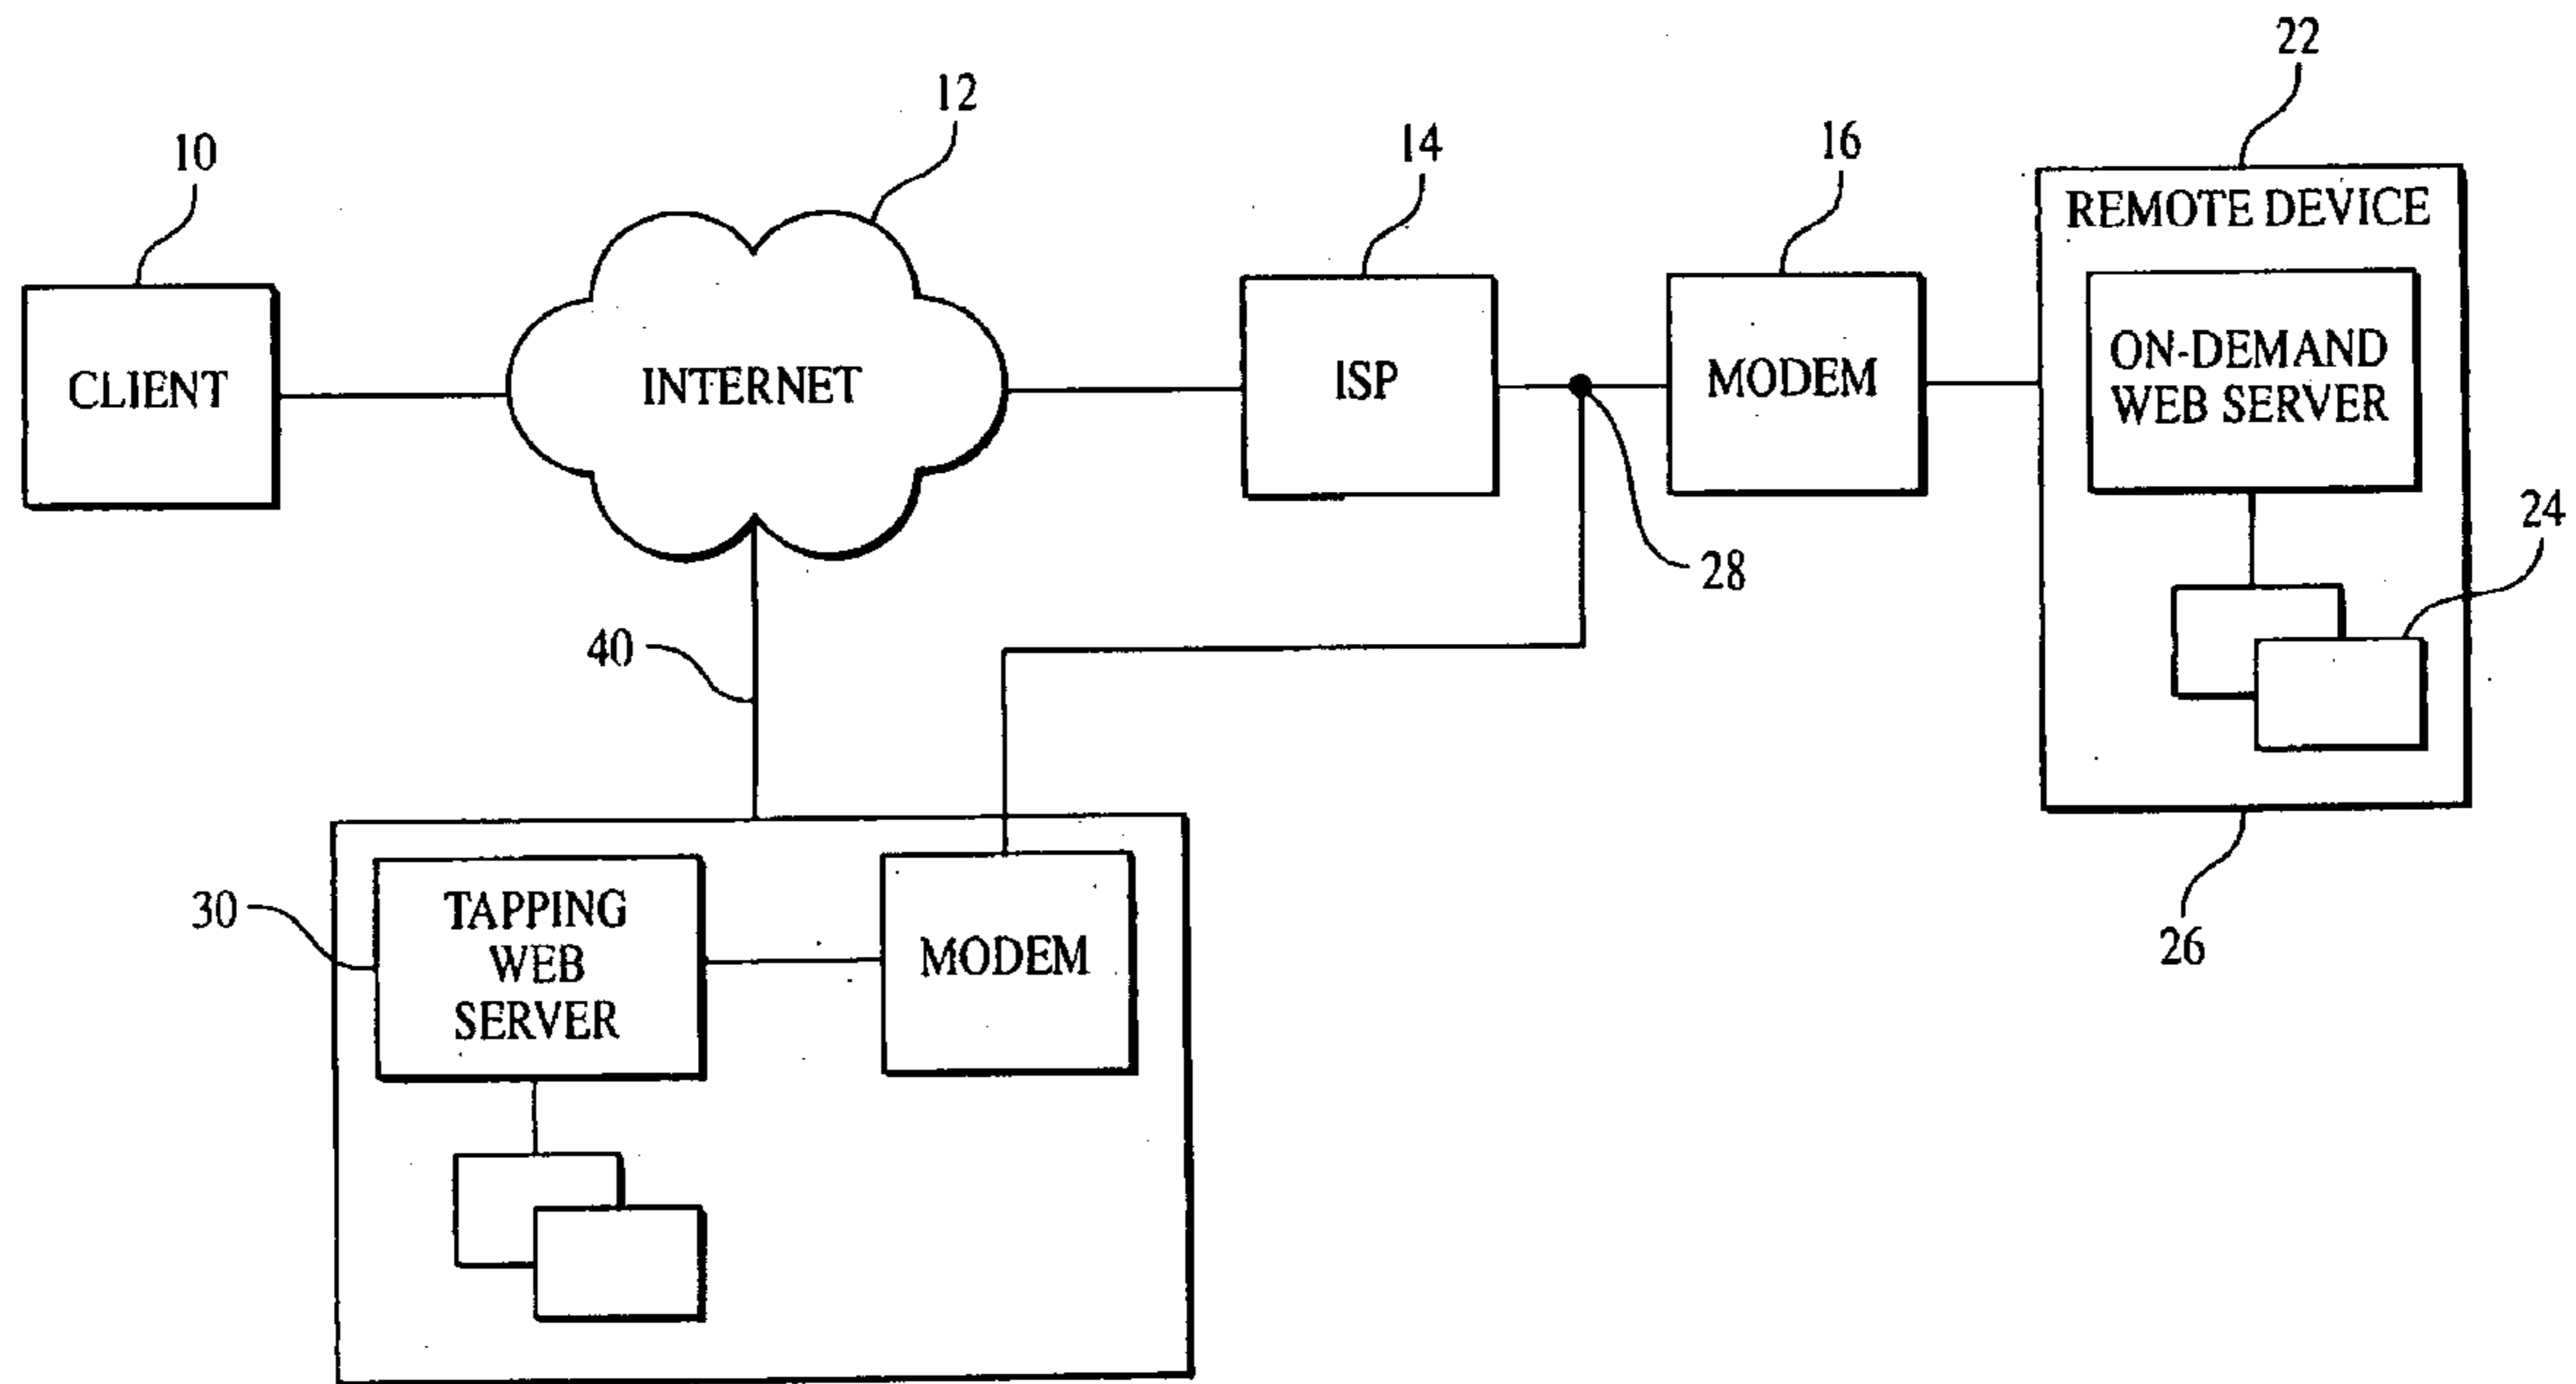 22
12
14
16
10
REMOTE DEVICE
ON-DEMAND
WEB SERVER
CLIENT
INTERNET
ISP
MODEM
24
28
40
30
TAPPING
WEB
SERVER
MODEM
26